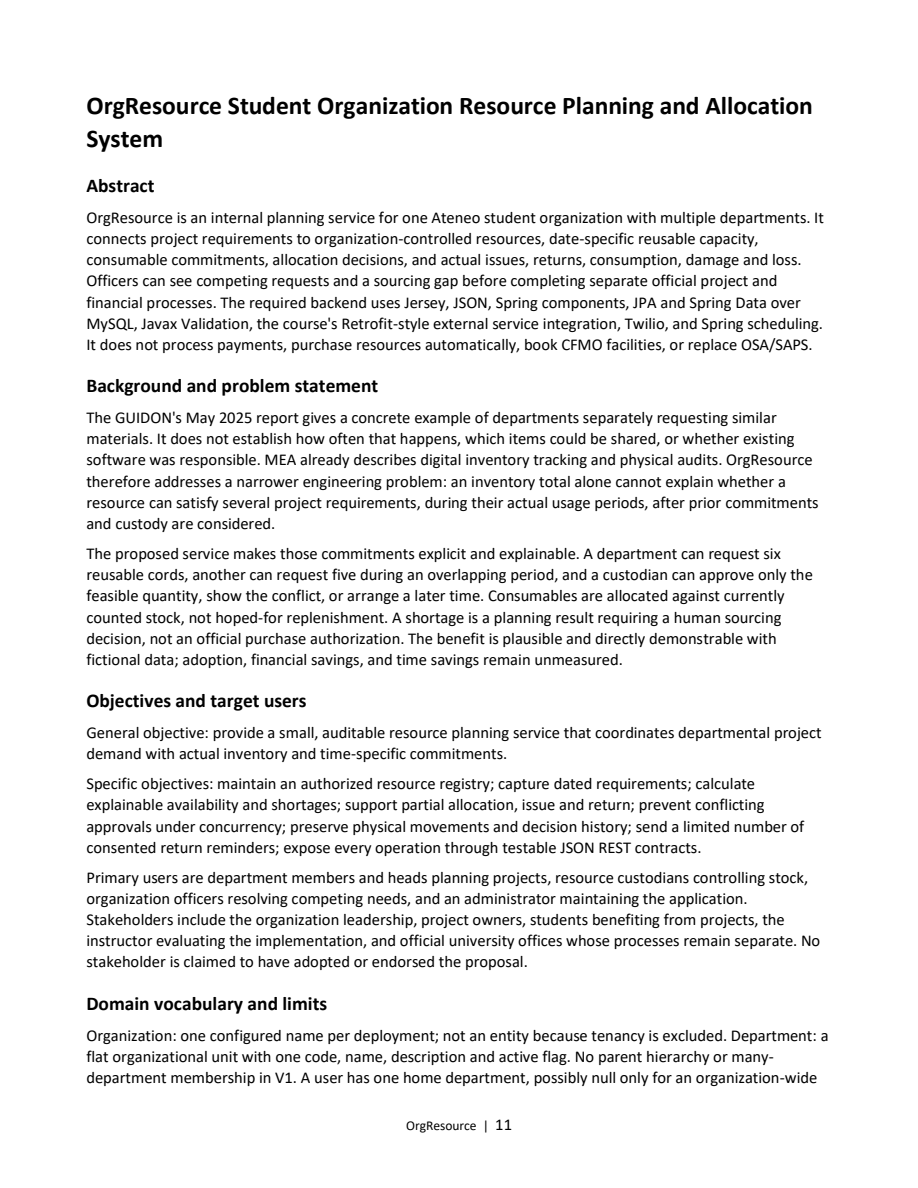 OrgResource Student Organization Resource Planning and Allocation
System
Abstract
OrgResource is an internal planning service for one Ateneo student organization with multiple departments. It
connects project requirements to organization-controlled resources, date-specific reusable capacity,
consumable commitments, allocation decisions, and actual issues, returns, consumption, damage and loss.
Officers can see competing requests and a sourcing gap before completing separate official project and
financial processes. The required backend uses Jersey, JSON, Spring components, JPA and Spring Data over
MySQL, Javax Validation, the course's Retrofit-style external service integration, Twilio, and Spring scheduling.
It does not process payments, purchase resources automatically, book CFMO facilities, or replace OSA/SAPS.
Background and problem statement
The GUIDON's May 2025 report gives a concrete example of departments separately requesting similar
materials. It does not establish how often that happens, which items could be shared, or whether existing
software was responsible. MEA already describes digital inventory tracking and physical audits. OrgResource
therefore addresses a narrower engineering problem: an inventory total alone cannot explain whether a
resource can satisfy several project requirements, during their actual usage periods, after prior commitments
and custody are considered.
The proposed service makes those commitments explicit and explainable. A department can request six
reusable cords, another can request five during an overlapping period, and a custodian can approve only the
feasible quantity, show the conflict, or arrange a later time. Consumables are allocated against currently
counted stock, not hoped-for replenishment. A shortage is a planning result requiring a human sourcing
decision, not an official purchase authorization. The benefit is plausible and directly demonstrable with
fictional data; adoption, financial savings, and time savings remain unmeasured.
Objectives and target users
General objective: provide a small, auditable resource planning service that coordinates departmental project
demand with actual inventory and time-specific commitments.
Specific objectives: maintain an authorized resource registry; capture dated requirements; calculate
explainable availability and shortages; support partial allocation, issue and return; prevent conflicting
approvals under concurrency; preserve physical movements and decision history; send a limited number of
consented return reminders; expose every operation through testable JSON REST contracts.
Primary users are department members and heads planning projects, resource custodians controlling stock,
organization officers resolving competing needs, and an administrator maintaining the application.
Stakeholders include the organization leadership, project owners, students benefiting from projects, the
instructor evaluating the implementation, and official university offices whose processes remain separate. No
stakeholder is claimed to have adopted or endorsed the proposal.
Domain vocabulary and limits
Organization: one configured name per deployment; not an entity because tenancy is excluded. Department: a
flat organizational unit with one code, name, description and active flag. No parent hierarchy or many-
department membership in V1. A user has one home department, possibly null only for an organization-wide
OrgResource | 11